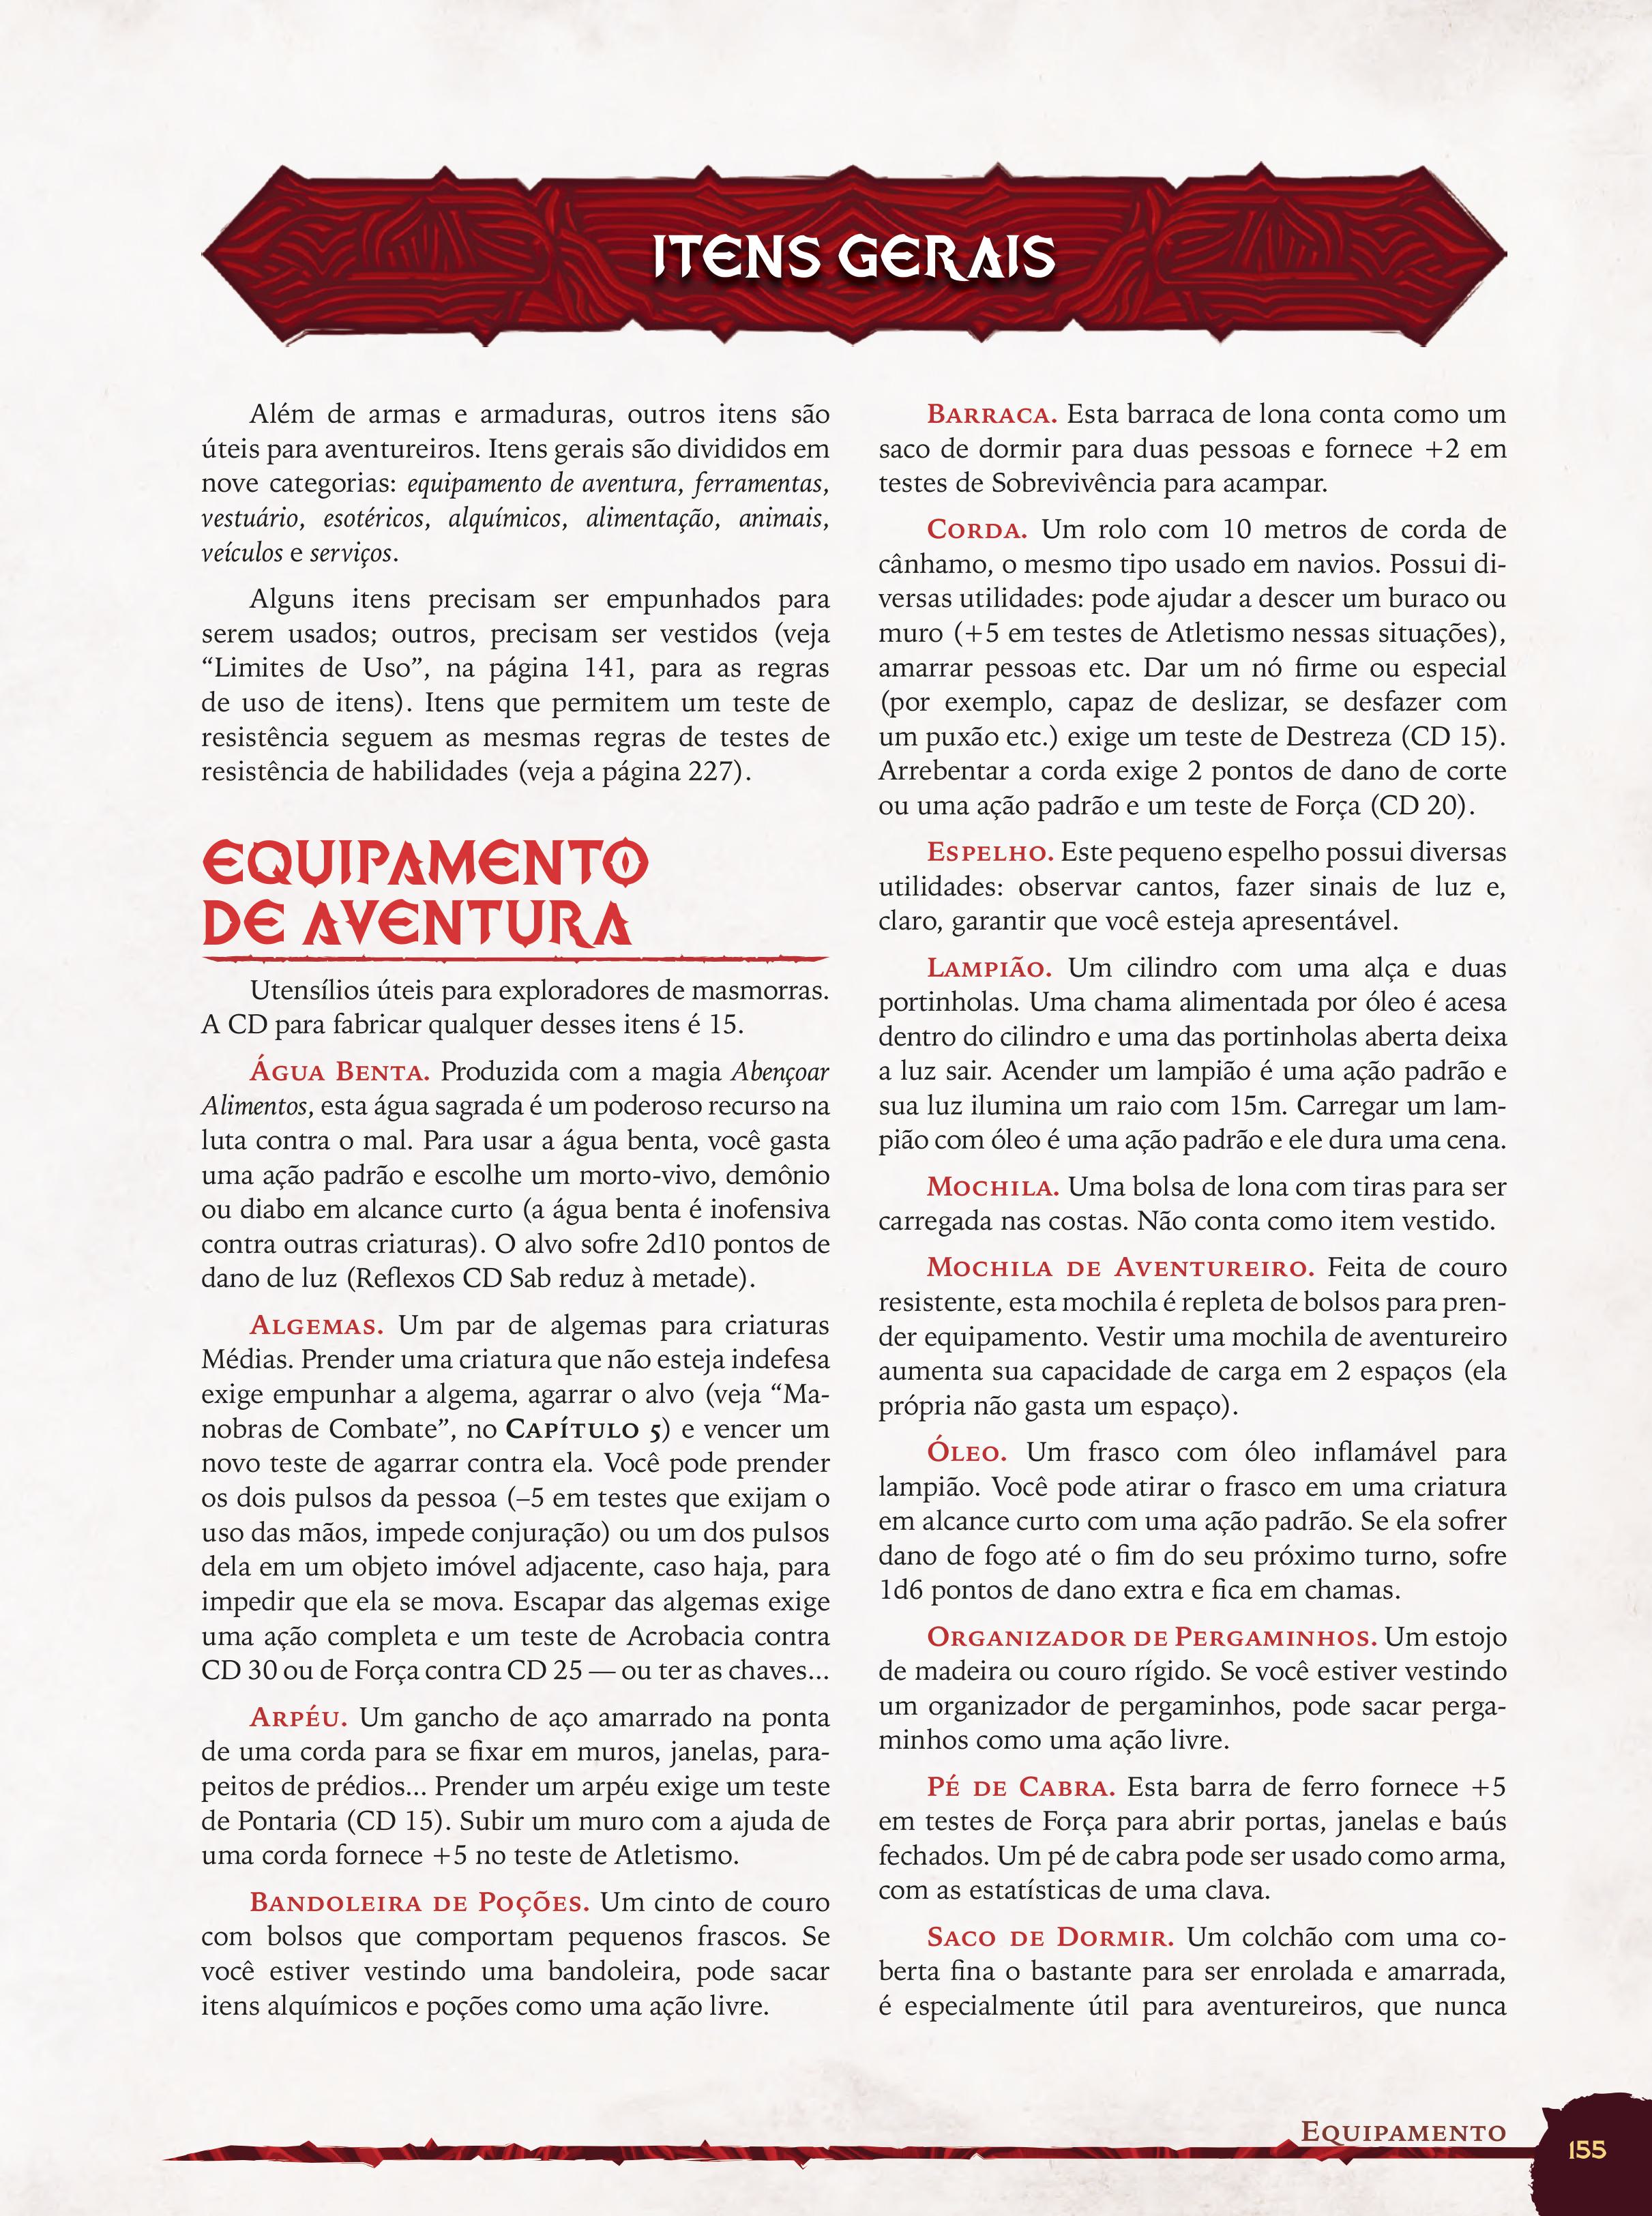 ITENS GERAIS
Além de armas e armaduras, outros itens são
úteis para aventureiros. Itens gerais são divididos em
nove categorias: equipamento de aventura, ferramentas,
vestuário, esotéricos, alquímicos, alimentação, animais,
veículos e serviços.
Alguns itens precisam ser empunhados para
serem usados; outros, precisam ser vestidos (veja
“Limites de Uso”, na página 141, para as regras
de uso de itens). Itens que permitem um teste de
resistência seguem as mesmas regras de testes de
resistência de habilidades (veja a página 227).
EQUIPAMENTO
DE AVENTURA
Utensílios úteis para exploradores de masmorras.
A CD para fabricar qualquer desses itens é 15.
Água Benta. Produzida com a magia Abençoar
Alimentos, esta água sagrada é um poderoso recurso na
luta contra o mal. Para usar a água benta, você gasta
uma ação padrão e escolhe um morto-vivo, demônio
ou diabo em alcance curto (a água benta é inofensiva
contra outras criaturas). O alvo sofre 2d10 pontos de
dano de luz (Reflexos CD Sab reduz à metade).
Algemas. Um par de algemas para criaturas
Médias. Prender uma criatura que não esteja indefesa
exige empunhar a algema, agarrar o alvo (veja “Ma-
nobras de Combate”, no Capítulo 5) e vencer um
novo teste de agarrar contra ela. Você pode prender
os dois pulsos da pessoa (–5 em testes que exijam o
uso das mãos, impede conjuração) ou um dos pulsos
dela em um objeto imóvel adjacente, caso haja, para
impedir que ela se mova. Escapar das algemas exige
uma ação completa e um teste de Acrobacia contra
CD 30 ou de Força contra CD 25 — ou ter as chaves...
Arpéu. Um gancho de aço amarrado na ponta
de uma corda para se fixar em muros, janelas, para-
peitos de prédios... Prender um arpéu exige um teste
de Pontaria (CD 15). Subir um muro com a ajuda de
uma corda fornece +5 no teste de Atletismo.
Bandoleira de Poções. Um cinto de couro
com bolsos que comportam pequenos frascos. Se
você estiver vestindo uma bandoleira, pode sacar
itens alquímicos e poções como uma ação livre.
Barraca. Esta barraca de lona conta como um
saco de dormir para duas pessoas e fornece +2 em
testes de Sobrevivência para acampar.
Corda. Um rolo com 10 metros de corda de
cânhamo, o mesmo tipo usado em navios. Possui di-
versas utilidades: pode ajudar a descer um buraco ou
muro (+5 em testes de Atletismo nessas situações),
amarrar pessoas etc. Dar um nó firme ou especial
(por exemplo, capaz de deslizar, se desfazer com
um puxão etc.) exige um teste de Destreza (CD 15).
Arrebentar a corda exige 2 pontos de dano de corte
ou uma ação padrão e um teste de Força (CD 20).
Espelho. Este pequeno espelho possui diversas
utilidades: observar cantos, fazer sinais de luz e,
claro, garantir que você esteja apresentável.
Lampião. Um cilindro com uma alça e duas
portinholas. Uma chama alimentada por óleo é acesa
dentro do cilindro e uma das portinholas aberta deixa
a luz sair. Acender um lampião é uma ação padrão e
sua luz ilumina um raio com 15m. Carregar um lam-
pião com óleo é uma ação padrão e ele dura uma cena.
Mochila. Uma bolsa de lona com tiras para ser
carregada nas costas. Não conta como item vestido.
Mochila de Aventureiro. Feita de couro
resistente, esta mochila é repleta de bolsos para pren-
der equipamento. Vestir uma mochila de aventureiro
aumenta sua capacidade de carga em 2 espaços (ela
própria não gasta um espaço).
Óleo. Um frasco com óleo inflamável para
lampião. Você pode atirar o frasco em uma criatura
em alcance curto com uma ação padrão. Se ela sofrer
dano de fogo até o fim do seu próximo turno, sofre
1d6 pontos de dano extra e fica em chamas.
Organizador de Pergaminhos. Um estojo
de madeira ou couro rígido. Se você estiver vestindo
um organizador de pergaminhos, pode sacar perga-
minhos como uma ação livre.
Pé de Cabra. Esta barra de ferro fornece +5
em testes de Força para abrir portas, janelas e baús
fechados. Um pé de cabra pode ser usado como arma,
com as estatísticas de uma clava.
Saco de Dormir. Um colchão com uma co-
berta fina o bastante para ser enrolada e amarrada,
é especialmente útil para aventureiros, que nunca
Equipamento
155